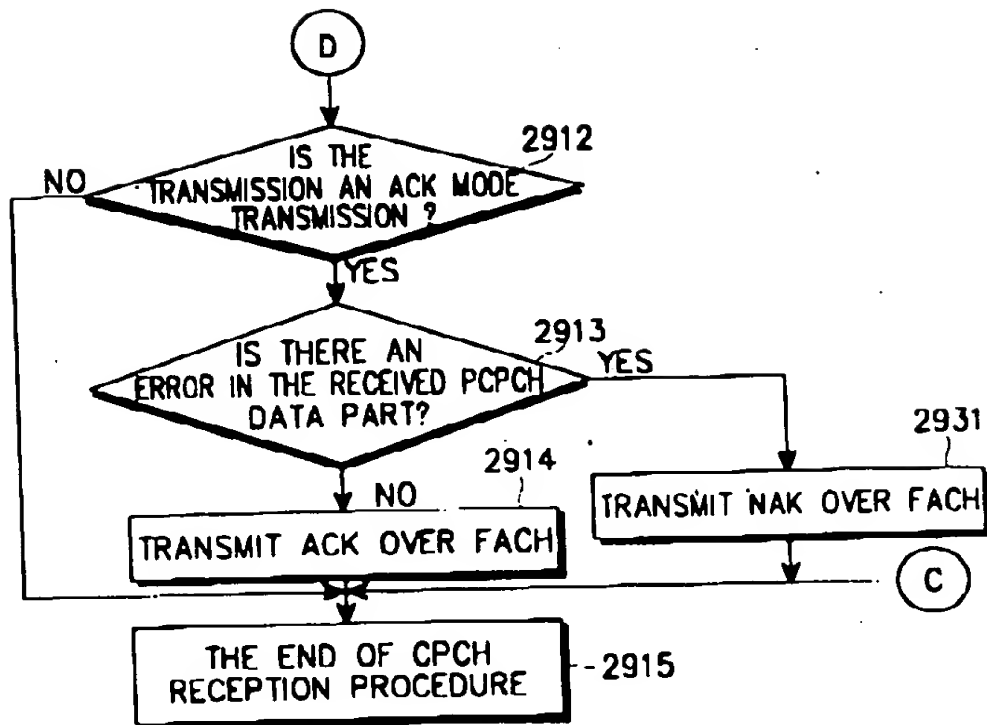 D
2912
IS THE
TRANSMISSION AN ACK MODE
TRANSMISSION ?
NO
YES
2913
IS THERE AN
ERROR IN THE RECEIVED PCPCH
DATA PART?
YES
NO
2914
2931
TRANSMIT ACK OVER FACH
TRANSMIT NAK OVER FACH
C
THE END OF CPCH
RECEPTION PROCEDURE
2915